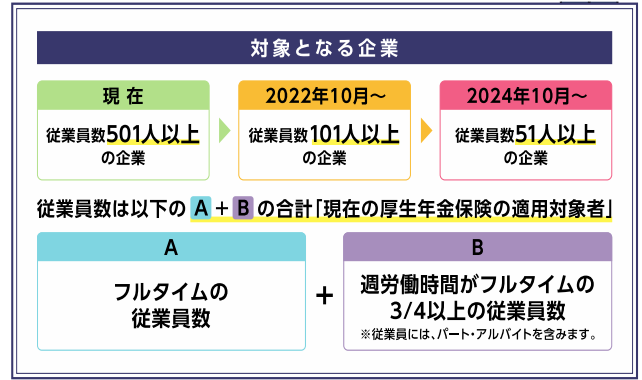 対象となる企業
現在
従業員数501人以上
の企業
2022年10月～
従業員数101人以上
の企業
2024年10月～
従業員数51人以上
の企業
従業員数は以下の A + B の合計「現在の厚生年金保険の適用対象者」
A
フルタイムの
従業員数
+
B
週労働時間がフルタイムの
3/4以上の従業員数
※従業員には、パート・アルバイトを含みます。